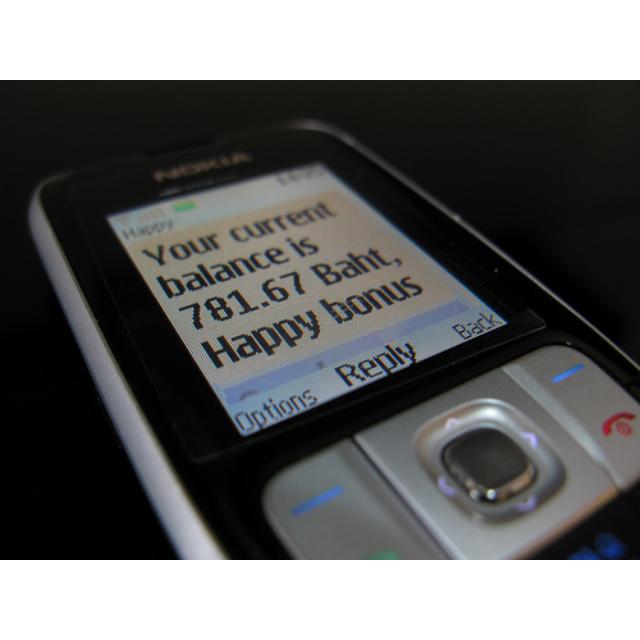 NOKIA
Happy
Your current
balance is
781.67 Baht,
Happy bonus
Options Reply Back